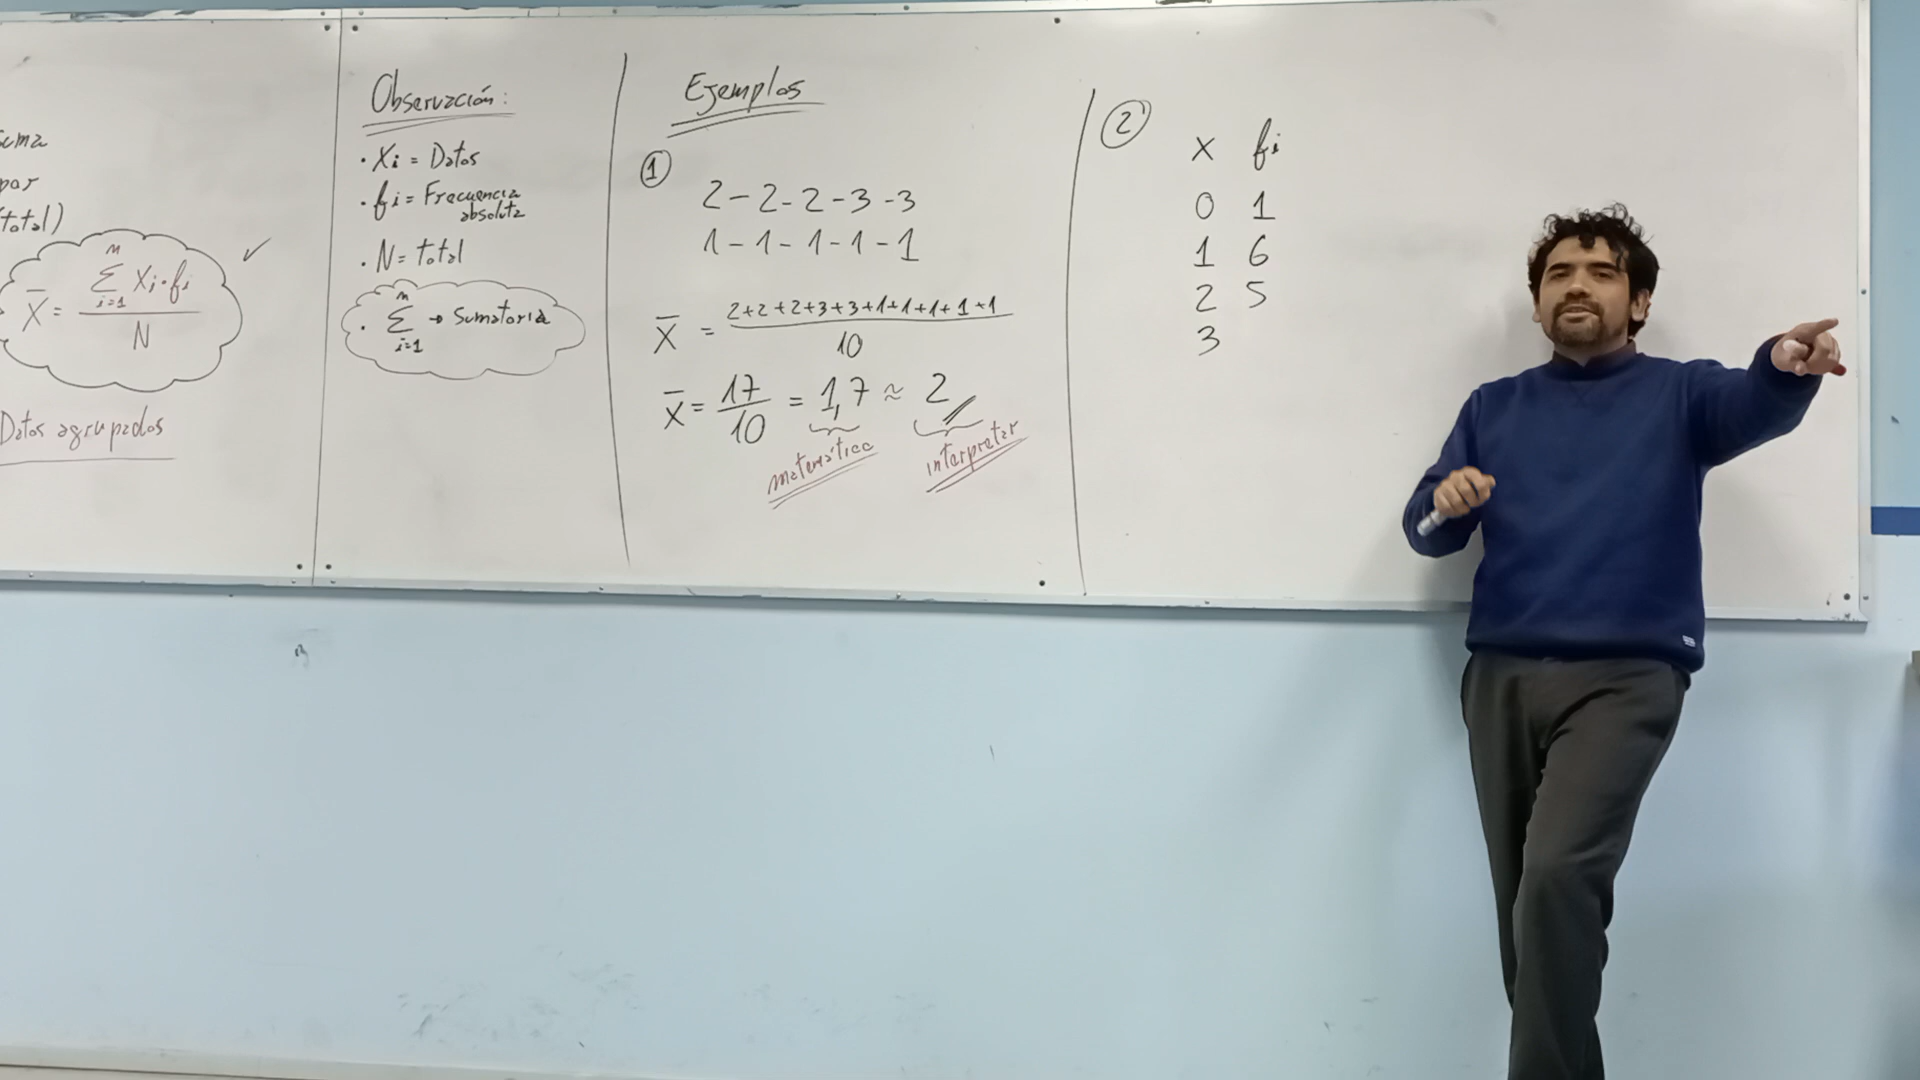 total)
X̄ = n∑i=1 Xi·fi / N
Datos agrupados
Observación:
· Xi = Datos
· fi = Frecuencia
absoluta
· N = total
· n∑i=1 → Sumatoria
Ejemplos
1
2 - 2 - 2 - 3 - 3
1 - 1 - 1 - 1 - 1
X̄ = 2+2+2+3+3+1+1+1+1+1 / 10
X̄ = 17/10 = 1,7 ≈ 2
matemático
interpretar
2
X fi
0 1
1 6
2 5
3